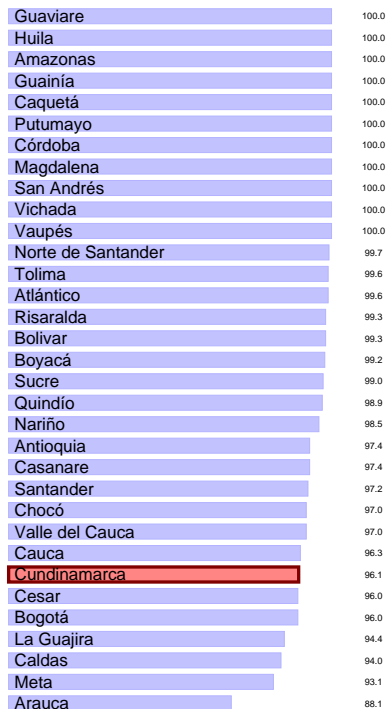 Guaviare 100.0
Huila 100.0
Amazonas 100.0
Guainía 100.0
Caquetá 100.0
Putumayo 100.0
Córdoba 100.0
Magdalena 100.0
San Andrés 100.0
Vichada 100.0
Vaupés 100.0
Norte de Santander 99.7
Tolima 99.6
Atlántico 99.6
Risaralda 99.3
Bolivar 99.3
Boyacá 99.2
Sucre 99.0
Quindío 98.9
Nariño 98.5
Antioquia 97.4
Casanare 97.4
Santander 97.2
Chocó 97.0
Valle del Cauca 97.0
Cauca 96.3
Cundinamarca 96.1
Cesar 96.0
Bogotá 96.0
La Guajira 94.4
Caldas 94.0
Meta 93.1
Arauca 88.1